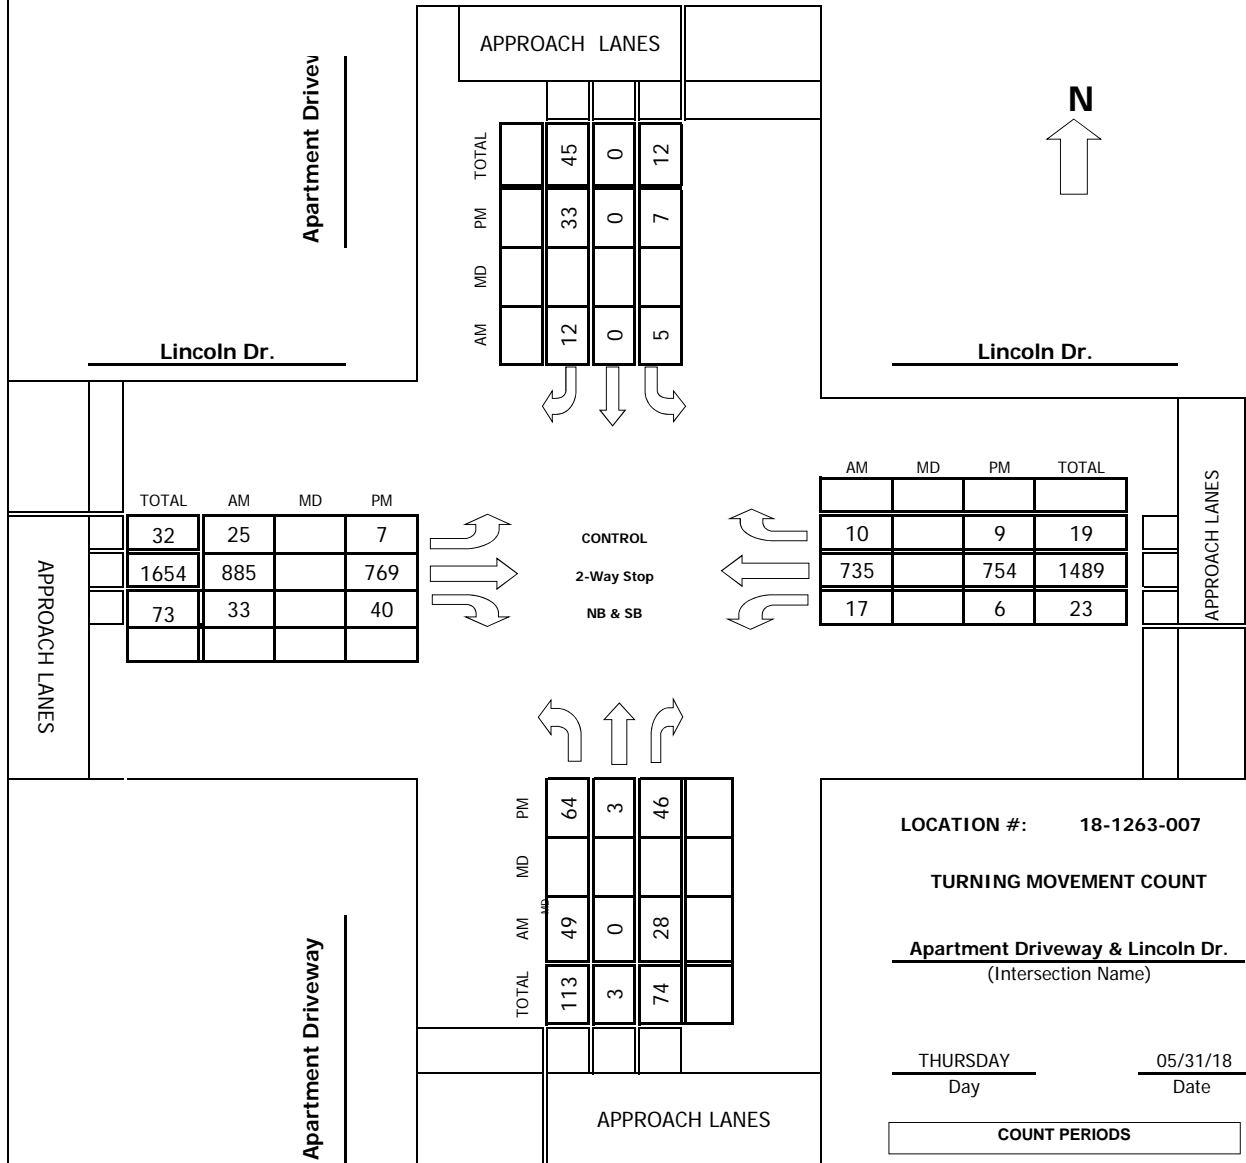 APPROACH LANES
Apartment Drivew
N
TOTAL 45 0 12
PM 33 0 7
MD
AM 12 0 5
Lincoln Dr.
Lincoln Dr.
TOTAL AM MD PM
32 25 7
1654 885 769
73 33 40
APPROACH LANES
CONTROL
2-Way Stop
NB & SB
AM MD PM TOTAL
10 9 19
735 754 1489
17 6 23
APPROACH LANES
PM 64 3 46
MD
MD
AM 49 0 28
TOTAL 113 3 74
Apartment Driveway
APPROACH LANES
LOCATION #: 18-1263-007
TURNING MOVEMENT COUNT
Apartment Driveway & Lincoln Dr.
(Intersection Name)
THURSDAY 05/31/18
Day Date
COUNT PERIODS